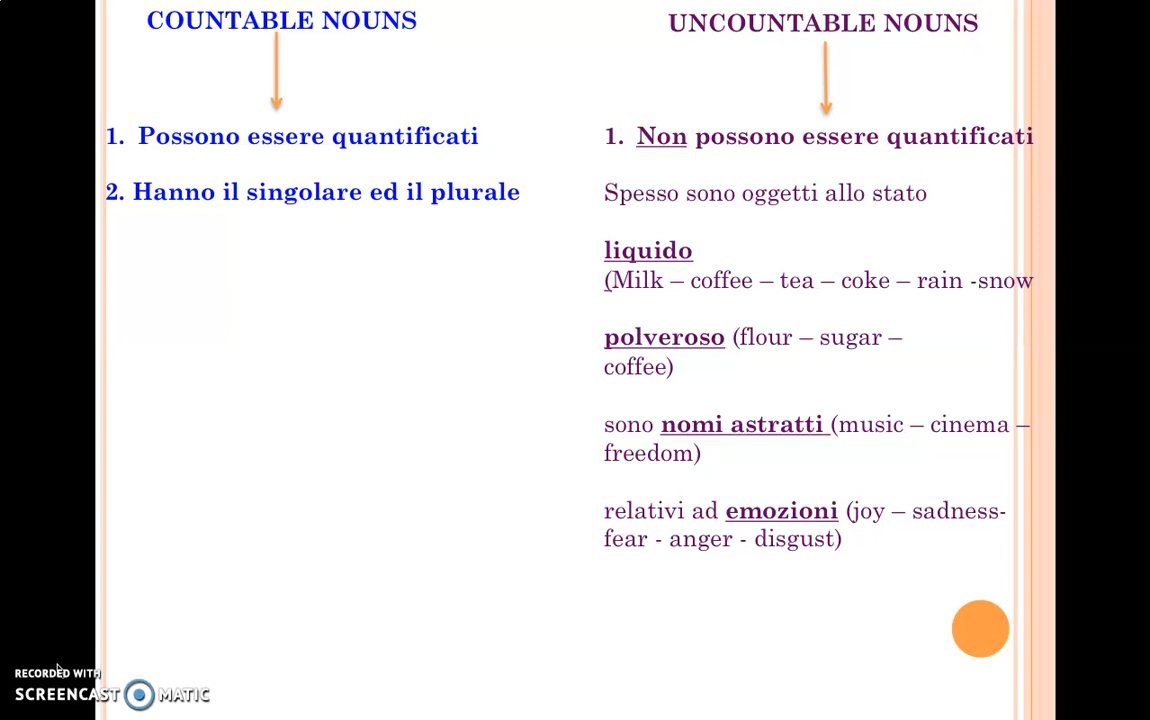 COUNTABLE NOUNS
1. Possono essere quantificati
2. Hanno il singolare ed il plurale
UNCOUNTABLE NOUNS
1. Non possono essere quantificati
Spesso sono oggetti allo stato
liquido
(Milk – coffee – tea – coke – rain -snow
polveroso (flour – sugar –
coffee)
sono nomi astratti (music – cinema –
freedom)
relativi ad emozioni (joy – sadness-
fear - anger - disgust)
RECORDED WITH
SCREENCAST MATIC